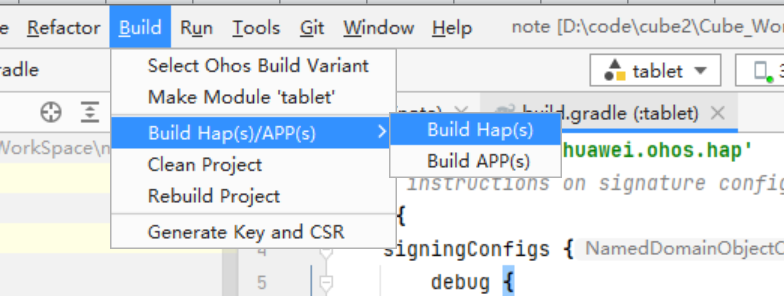 Refactor Build Run Tools Git Window Help note [D:\code\cube2\Cube_Wo
radle
tablet
Select Ohos Build Variant
Make Module 'tablet'
Build Hap(s)/APP(s)
Build Hap(s)
Build APP(s)
build.gradle (:tablet)
WorkSpace\n
huawei.ohos.hap'
Clean Project
instructions on signature config
Rebuild Project
{
Generate Key and CSR
4
signingConfigs { NamedDomainObjectC
5
debug {